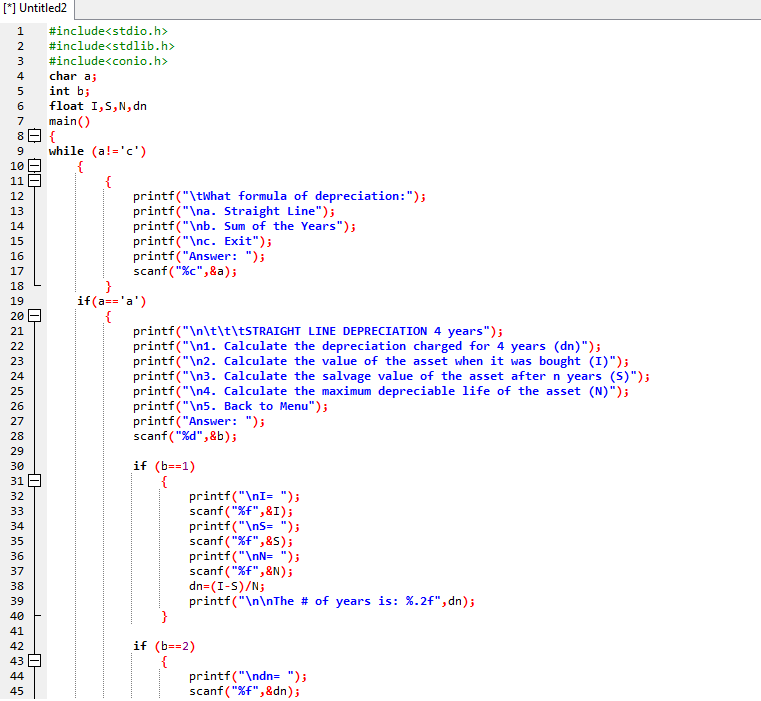 [*] Untitled2
1 #include<stdio.h>
2 #include<stdlib.h>
3 #include<conio.h>
4 char a;
5 int b;
6 float I,S,N,dn
7 main()
8 {
9 while (a!='c')
10 {
11 {
12 printf("\tWhat formula of depreciation:");
13 printf("\na. Straight Line");
14 printf("\nb. Sum of the Years");
15 printf("\nc. Exit");
16 printf("Answer: ");
17 scanf("%c",&a);
18 }
19 if(a=='a')
20 {
21 printf("\n\t\t\tSTRAIGHT LINE DEPRECIATION 4 years");
22 printf("\n1. Calculate the depreciation charged for 4 years (dn)");
23 printf("\n2. Calculate the value of the asset when it was bought (I)");
24 printf("\n3. Calculate the salvage value of the asset after n years (S)");
25 printf("\n4. Calculate the maximum depreciable life of the asset (N)");
26 printf("\n5. Back to Menu");
27 printf("Answer: ");
28 scanf("%d",&b);
29
30 if (b==1)
31 {
32 printf("\nI= ");
33 scanf("%f",&I);
34 printf("\nS= ");
35 scanf("%f",&S);
36 printf("\nN= ");
37 scanf("%f",&N);
38 dn=(I-S)/N;
39 printf("\n\nThe # of years is: %.2f",dn);
40 }
41
42 if (b==2)
43 {
44 printf("\ndn= ");
45 scanf("%f",&dn);